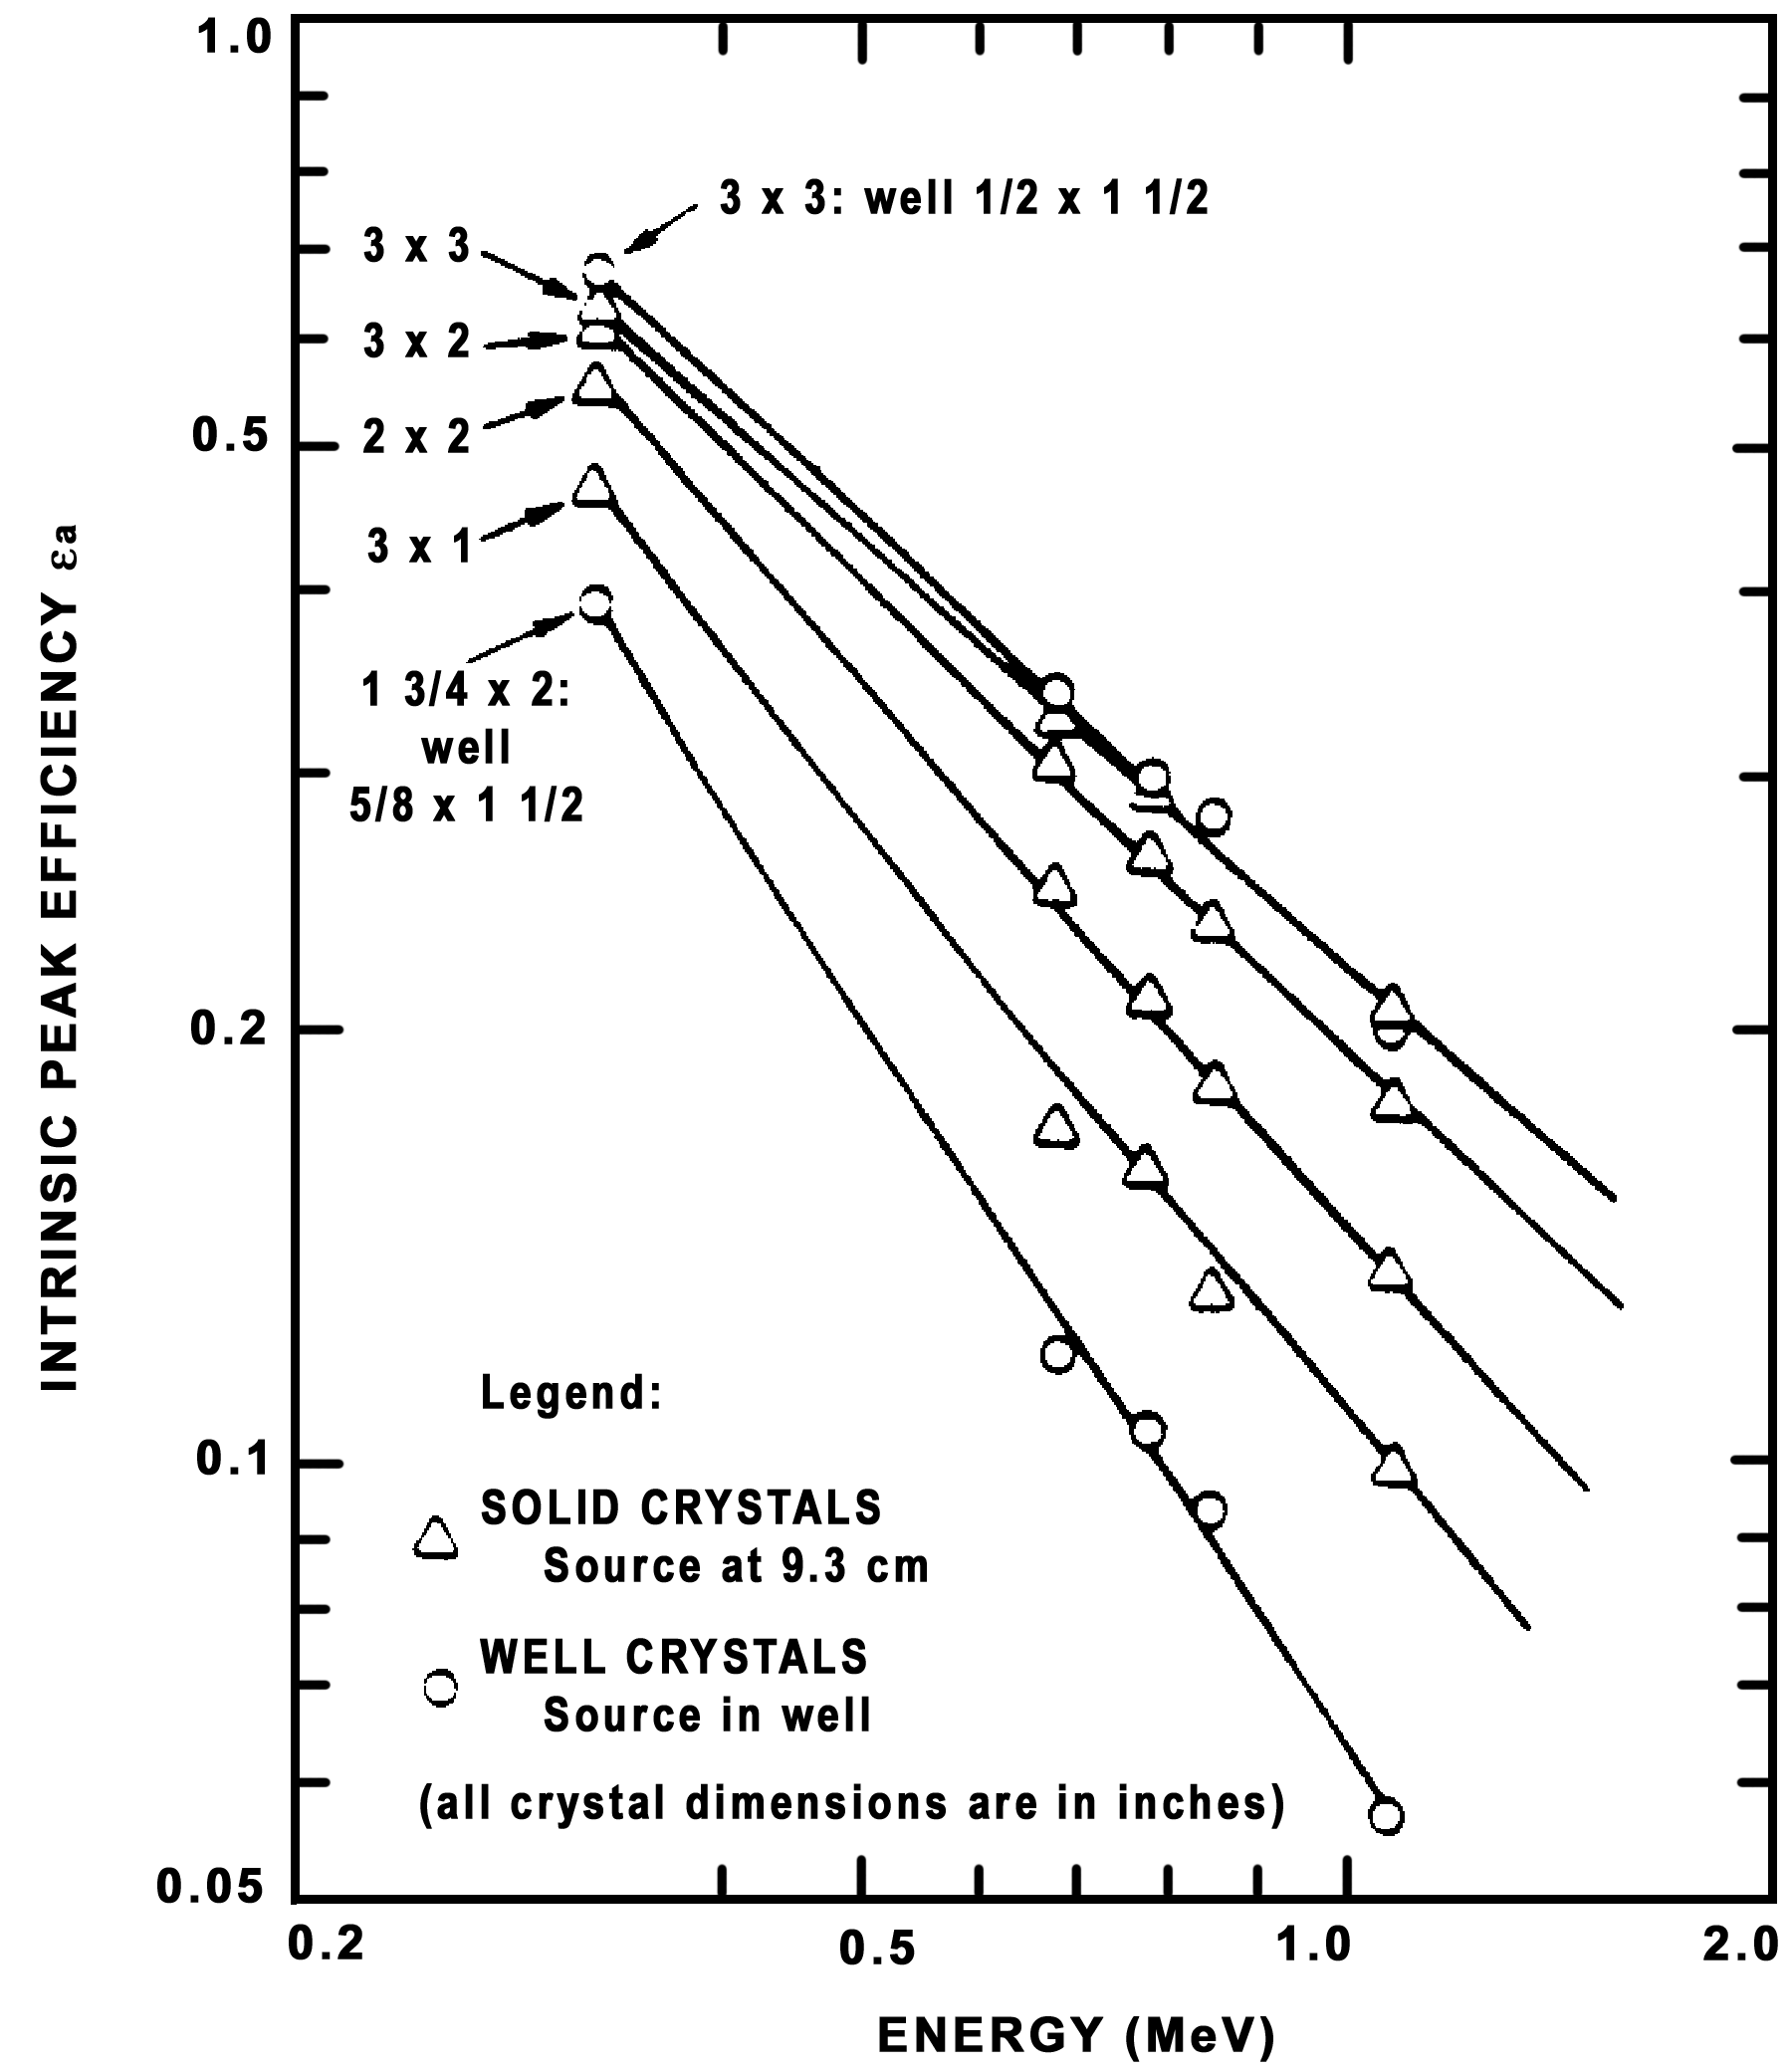 1.0
0.5
0.2
0.1
0.05
INTRINSIC PEAK EFFICIENCY εa
3 x 3: well 1/2 x 1 1/2
3 x 3
3 x 2
2 x 2
3 x 1
1 3/4 x 2:
well
5/8 x 1 1/2
Legend:
SOLID CRYSTALS
Source at 9.3 cm
WELL CRYSTALS
Source in well
(all crystal dimensions are in inches)
0.2
0.5
1.0
2.0
ENERGY (MeV)